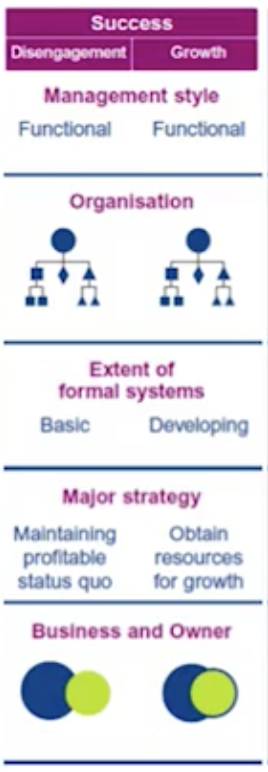 Success
Disengagement Growth
Management style
Functional Functional
Organisation
Extent of
formal systems
Basic Developing
Major strategy
Maintaining Obtain
profitable resources
status quo for growth
Business and Owner